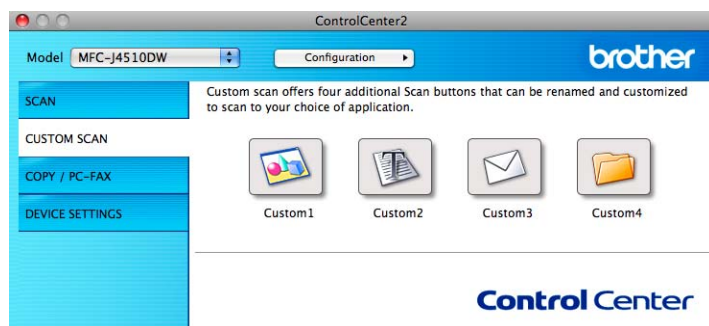 ControlCenter2
Model MFC-J4510DW Configuration brother
SCAN
CUSTOM SCAN
COPY / PC-FAX
DEVICE SETTINGS
Custom scan offers four additional Scan buttons that can be renamed and customized
to scan to your choice of application.
T
Custom1 Custom2 Custom3 Custom4
Control Center